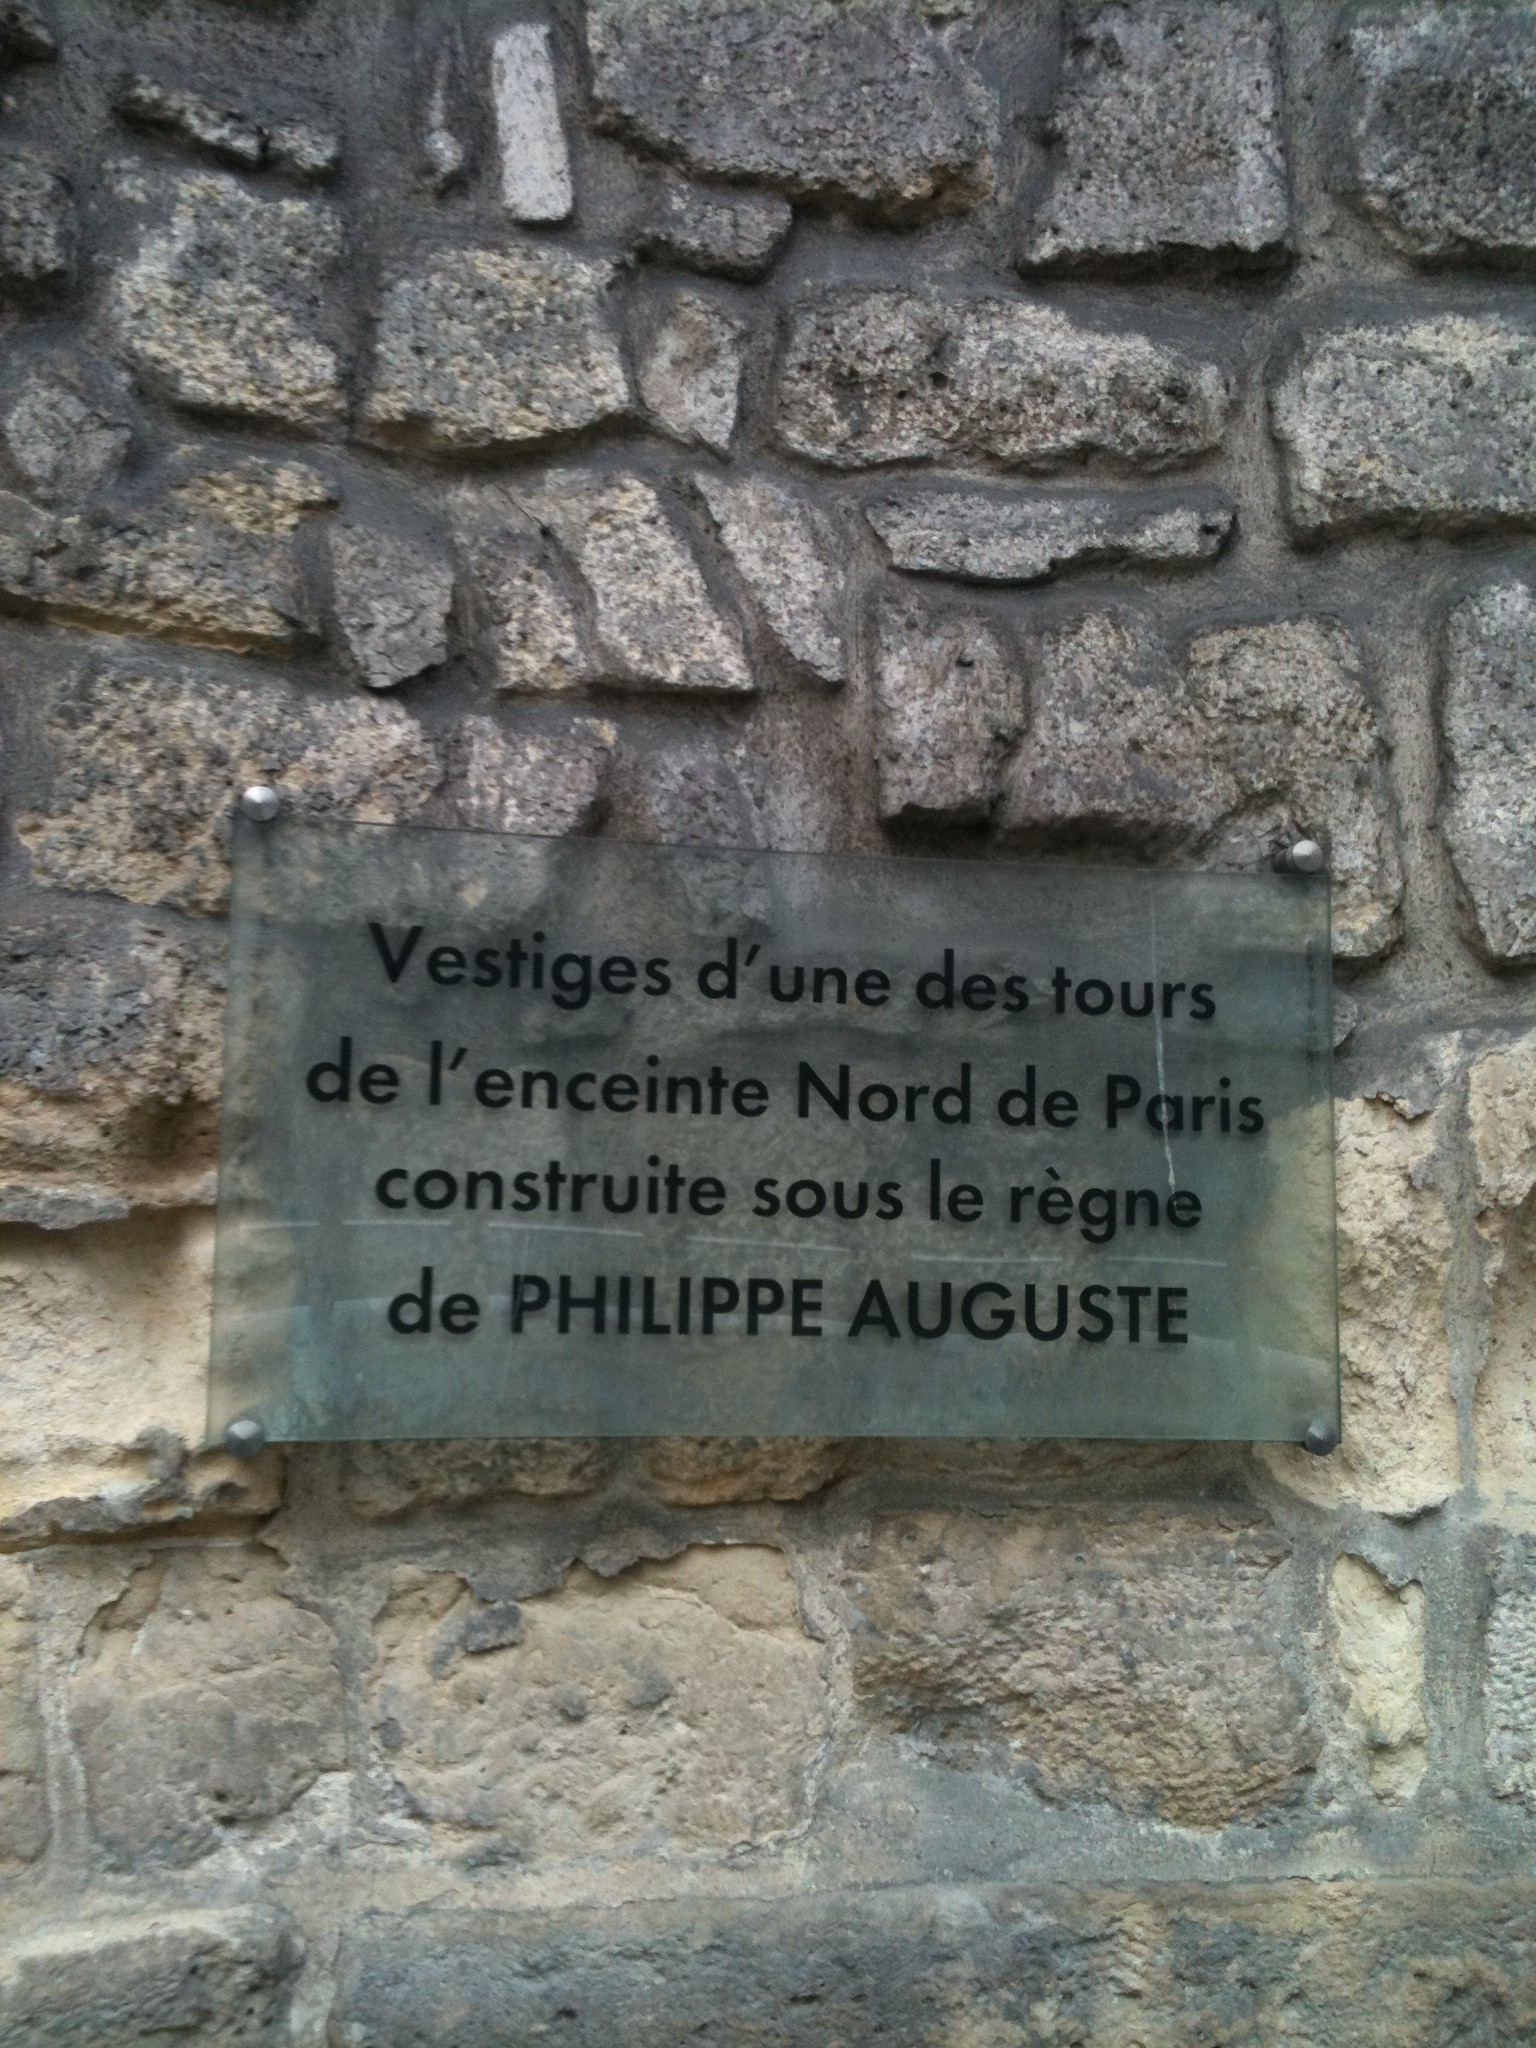 Vestiges d'une des tours
de l'enceinte Nord de Paris
construite sous le règne
de PHILIPPE AUGUSTE